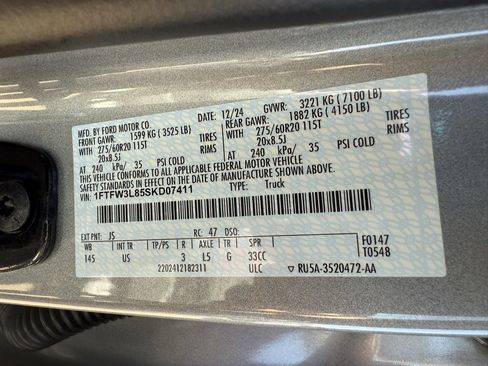 MFD. BY FORD MOTOR CO. 12/24 GVWR: 3221 KG ( 7100 LB)
FRONT GAWR: 1599 KG ( 3525 LB) REAR GAWR: 1882 KG ( 4150 LB)
WITH 275/60R20 115T TIRES WITH 275/60R20 115T TIRES
20x8.5J RIMS 20x8.5J RIMS
AT 240 kPa/ 35 PSI COLD AT 240 kPa/ 35 PSI COLD
THIS VEHICLE CONFORMS TO ALL APPLICABLE FEDERAL MOTOR VEHICLE
SAFETY STANDARDS IN EFFECT ON THE DATE OF MANUFACTURE SHOWN ABOVE.
VIN: 1FTFW3L85SKD07411 TYPE: Truck
EXT PNT: JS RC: 47 DSO: F0147
WB INT TR TP/PS R AXLE TR SPR T0548
145 US 3 L5 G 33CC
2202412182311 ULC RU5A-3520472-AA